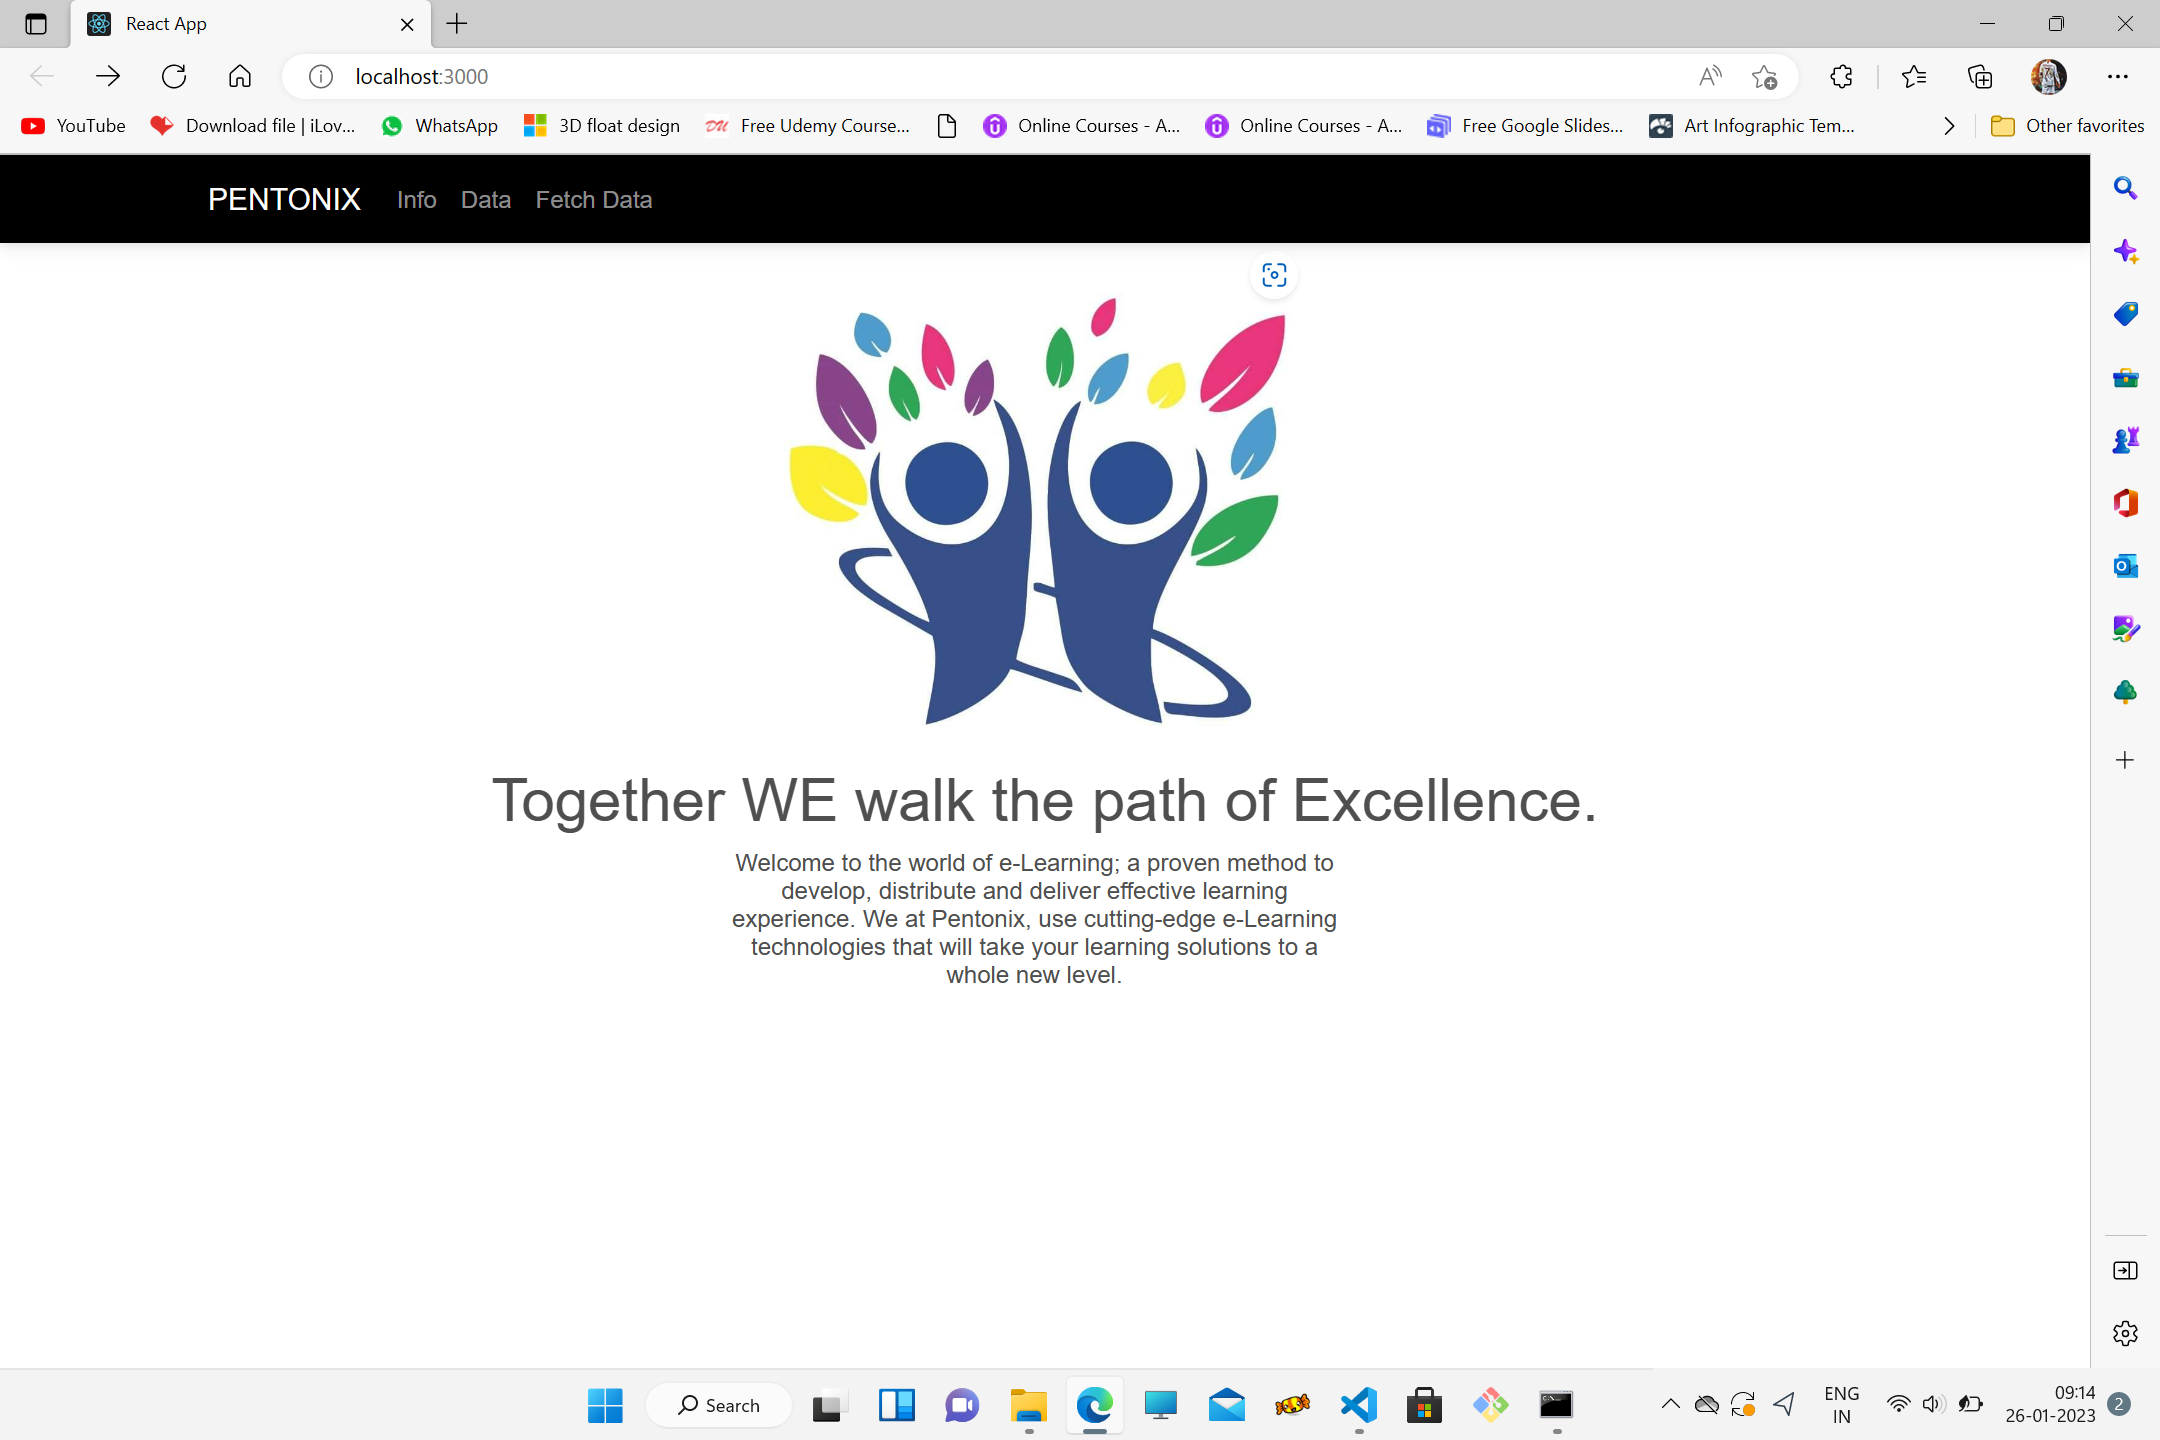 React App
localhost:3000
YouTube
Download file | iLov...
WhatsApp
3D float design
DU
Free Udemy Course...
Online Courses - A...
Online Courses - A...
Free Google Slides...
Art Infographic Tem...
Other favorites
PENTONIX
Info
Data
Fetch Data
Together WE walk the path of Excellence.
Welcome to the world of e-Learning; a proven method to
develop, distribute and deliver effective learning
experience. We at Pentonix, use cutting-edge e-Learning
technologies that will take your learning solutions to a
whole new level.
Search
ENG
IN
09:14
26-01-2023
2